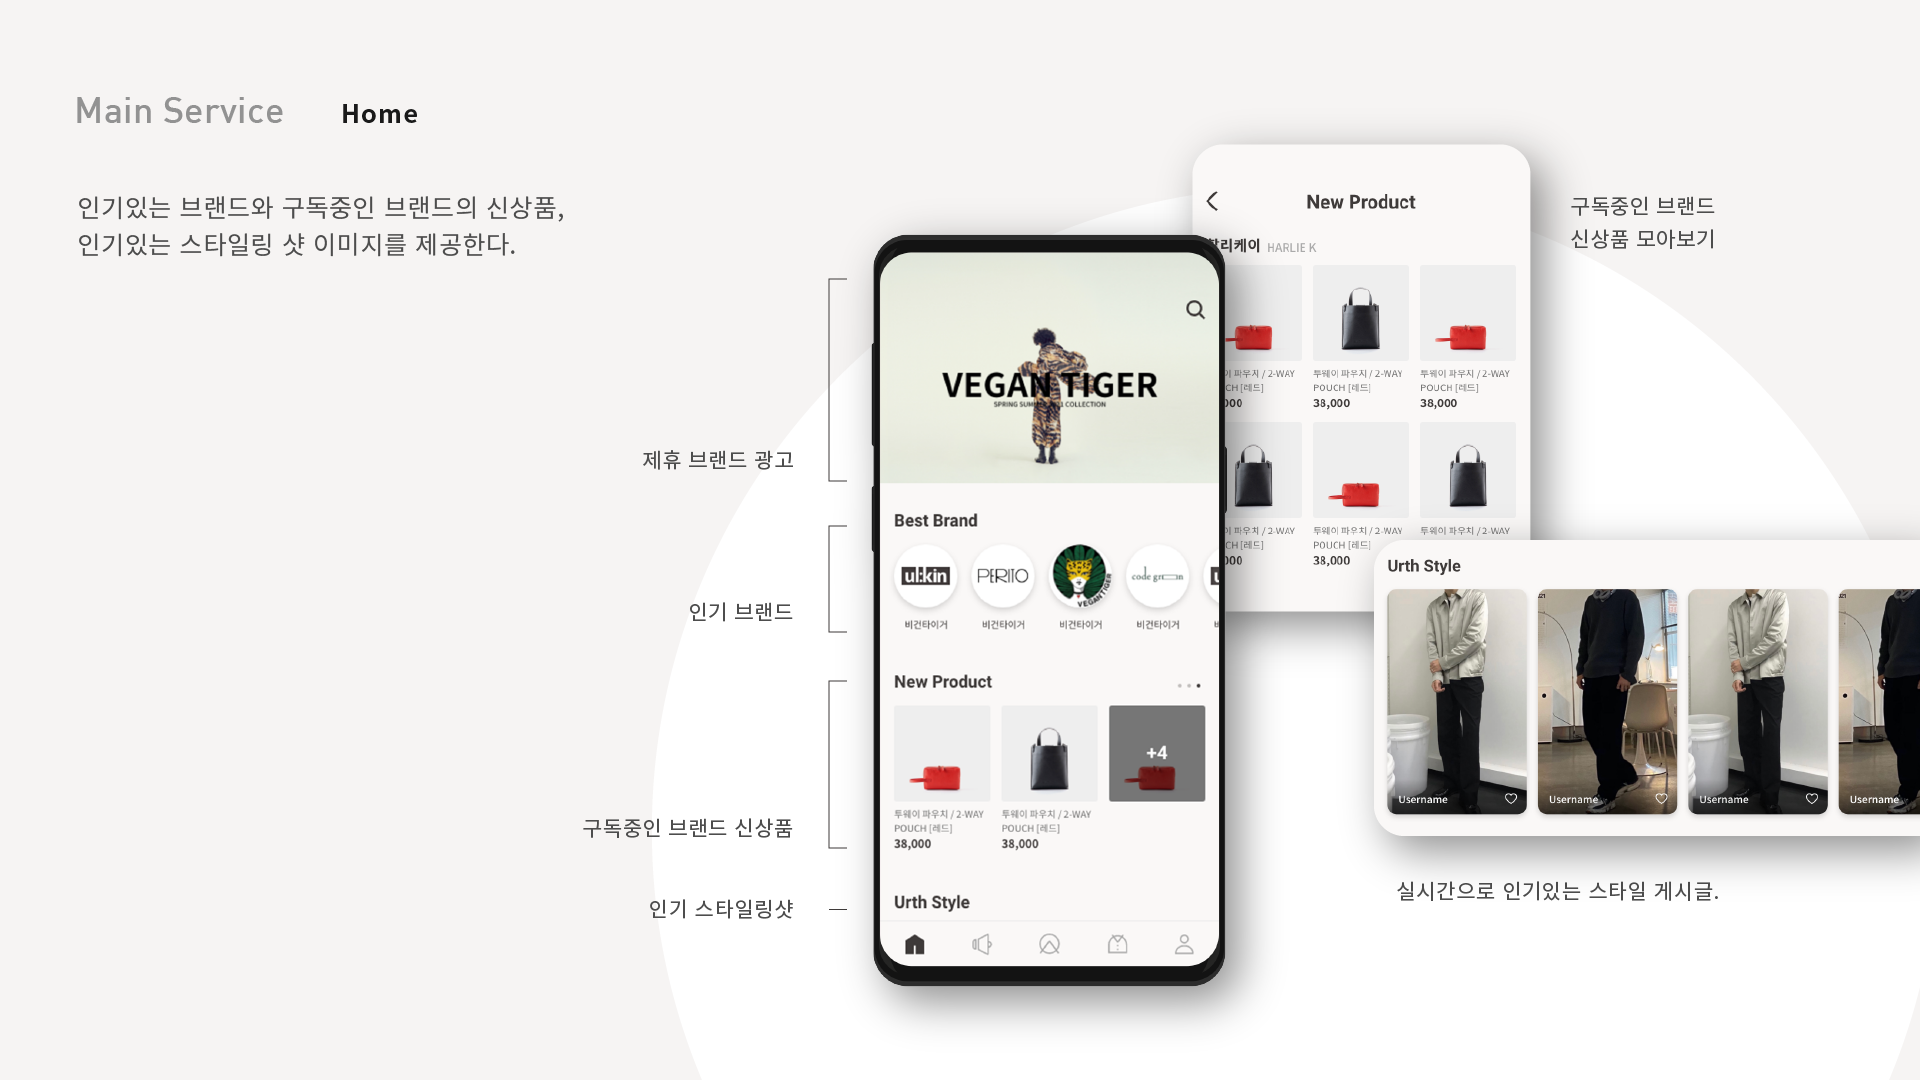 Main Service
Home
인기있는 브랜드와 구독중인 브랜드의 신상품,
인기있는 스타일링 샷 이미지를 제공한다.
제휴 브랜드 광고
인기 브랜드
구독중인 브랜드 신상품
인기 스타일링샷
VEGAN TIGER
SPRING SUMMER COLLECTION
Best Brand
ul:kin
PERITO
VEGAN TIGER
code green
비건타이거
비건타이거
비건타이거
비건타이거
New Product
+4
투웨이 파우치 / 2-WAY
POUCH [레드]
38,000
투웨이 파우치 / 2-WAY
POUCH [레드]
38,000
Urth Style
New Product
할리케이 HARLIE K
이 파우치 / 2-WAY
CH [레드]
000
투웨이 파우치 / 2-WAY
POUCH [레드]
38,000
투웨이 파우치 / 2-WAY
POUCH [레드]
38,000
이 파우치 / 2-WAY
CH [레드]
000
투웨이 파우치 / 2-WAY
POUCH [레드]
38,000
투웨이 파우치 / 2-WAY
구독중인 브랜드
신상품 모아보기
Urth Style
Username
Username
Username
Username
실시간으로 인기있는 스타일 게시글.